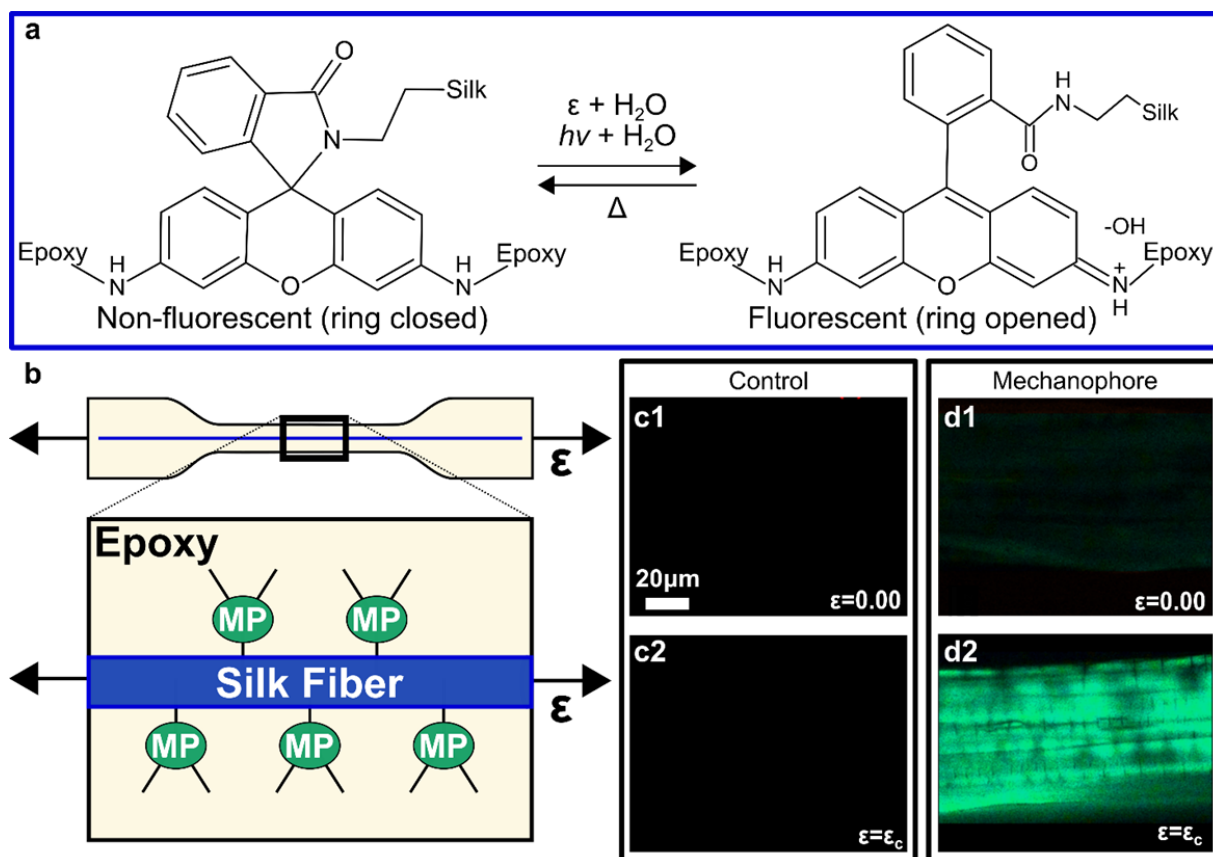 a
O
N
Silk
ε + H₂O
hν + H₂O
Δ
H
N
Silk
O
Epoxy
H
N
O
Epoxy
H
N
Non-fluorescent (ring closed)
Epoxy
H
N
O
-OH
Epoxy
N
+
H
Fluorescent (ring opened)
b
ε
Epoxy
MP
MP
Silk Fiber
ε
MP
MP
MP
Control
c1
20μm
ε=0.00
c2
ε=εc
Mechanophore
d1
ε=0.00
d2
ε=εc